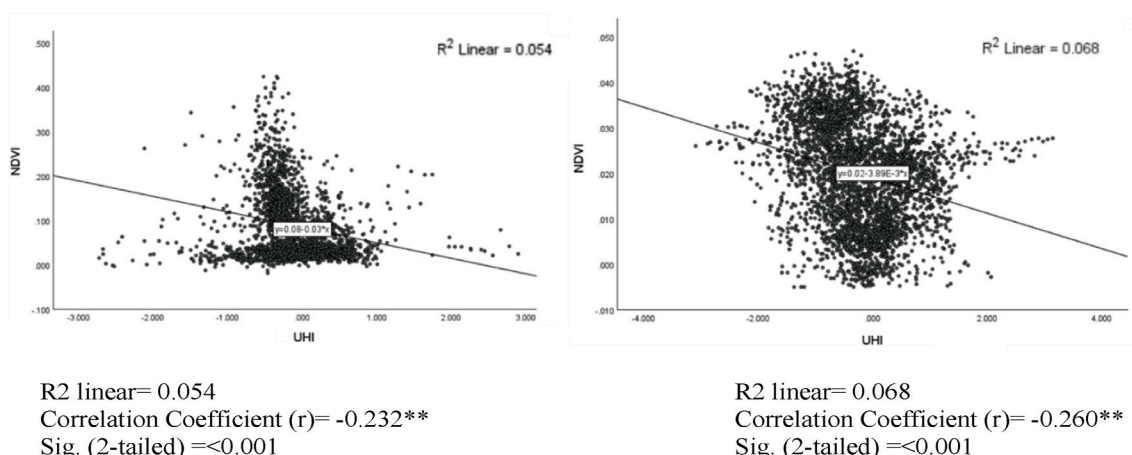 R² Linear = 0.054
.500
.400
.300
.200
.100
.000
-.100
NDVI
y=0.08-0.03*x
-3.000 -2.000 -1.000 .000 1.000 2.000 3.000
UHI
R² Linear = 0.068
.050
.040
.030
.020
.010
.000
-.010
NDVI
y=0.02-3.89E-3*x
-4.000 -2.000 .000 2.000 4.000
UHI
R2 linear= 0.054
Correlation Coefficient (r)= -0.232**
Sig. (2-tailed) =<0.001
R2 linear= 0.068
Correlation Coefficient (r)= -0.260**
Sig. (2-tailed) =<0.001